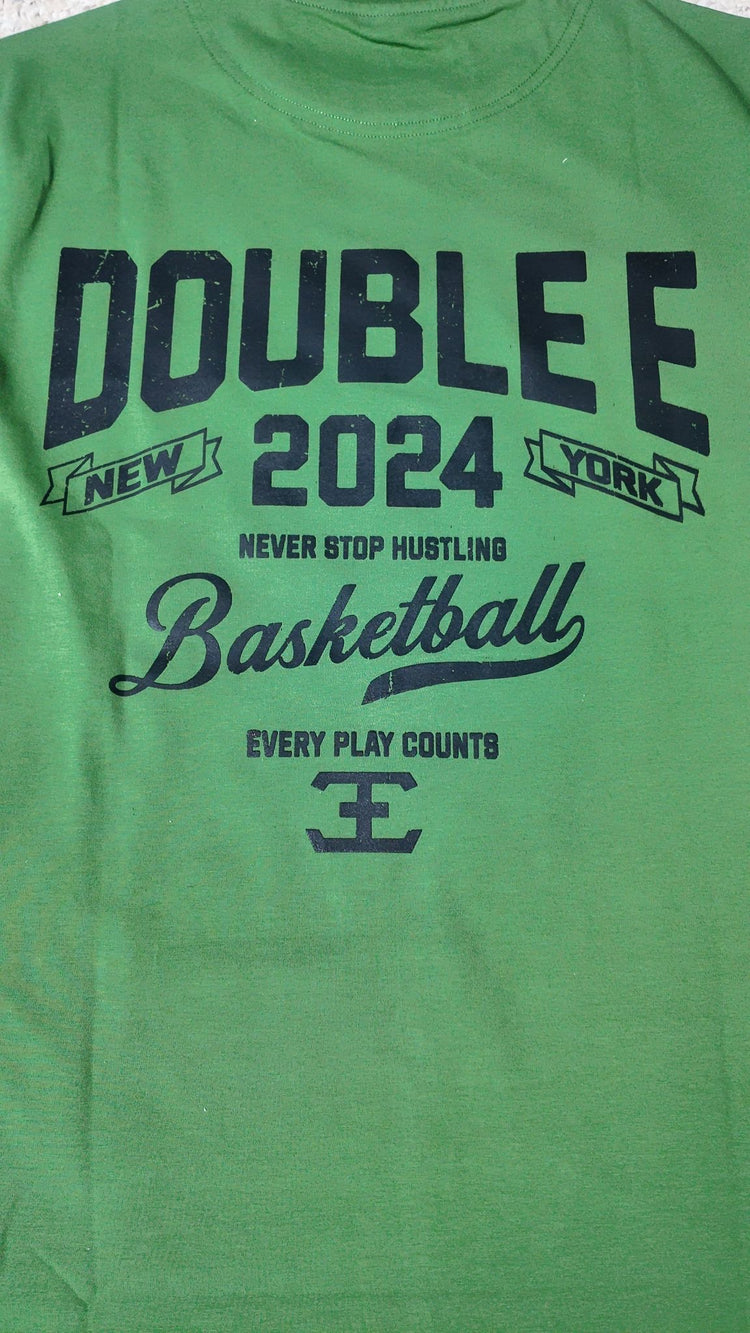 DOUBLE E
NEW 2024 YORK
NEVER STOP HUSTLING
Basketball
EVERY PLAY COUNTS